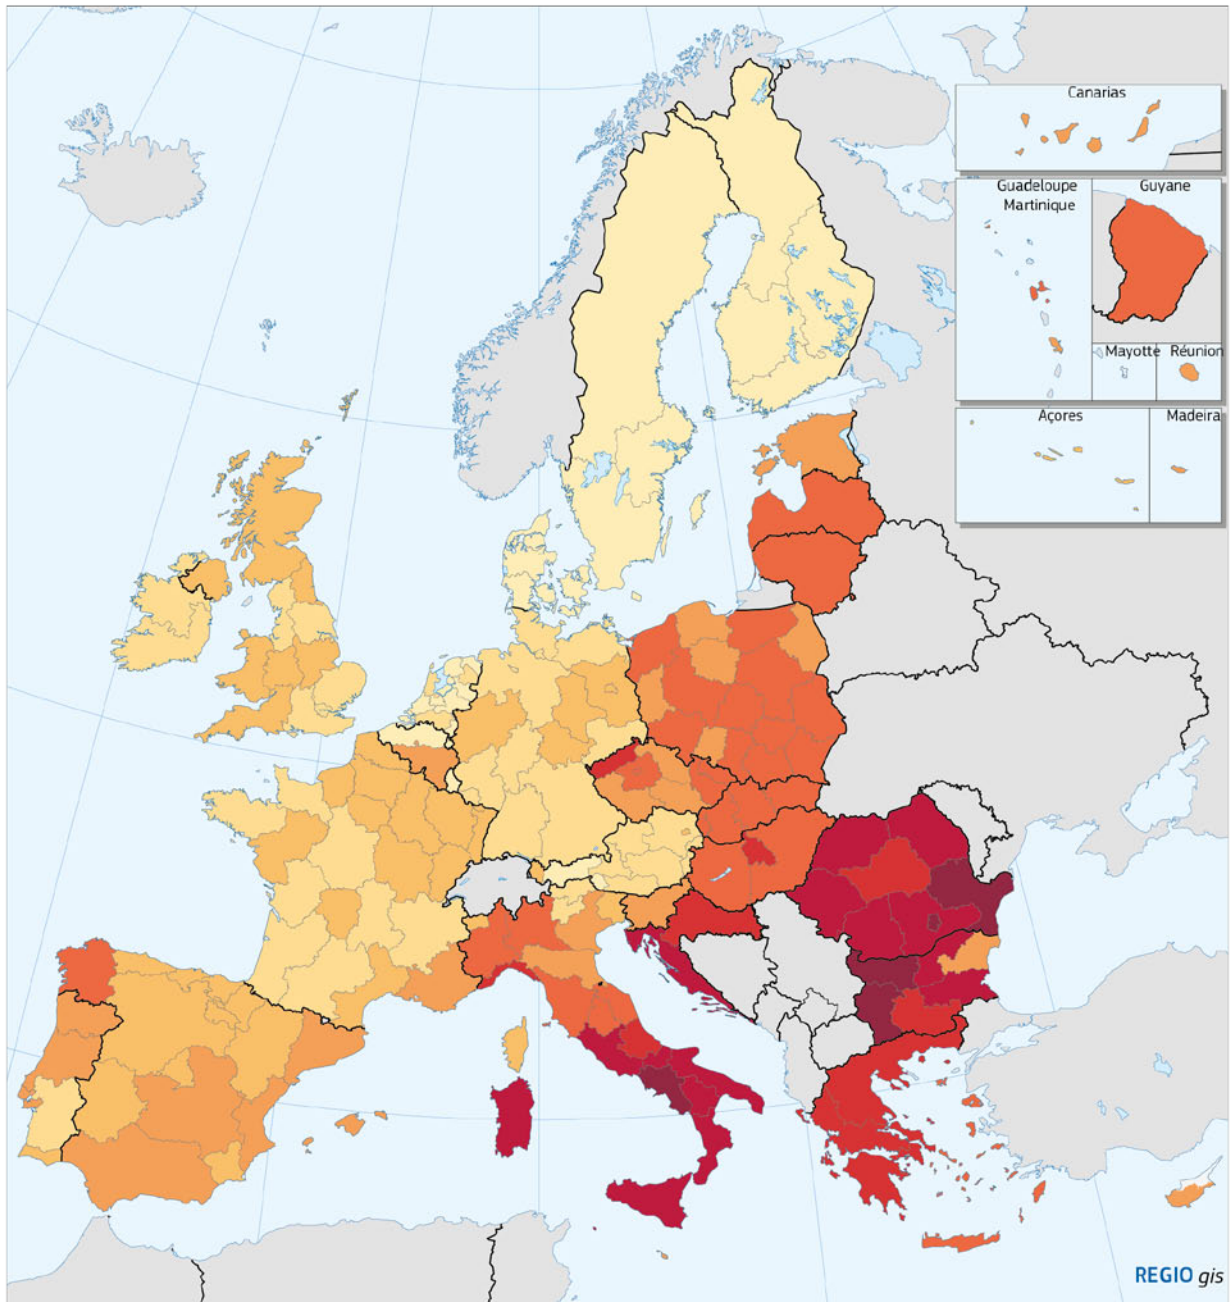 Canarias
Guadeloupe
Martinique
Guyane
Mayotte
Réunion
Açores
Madeira
REGIO gis